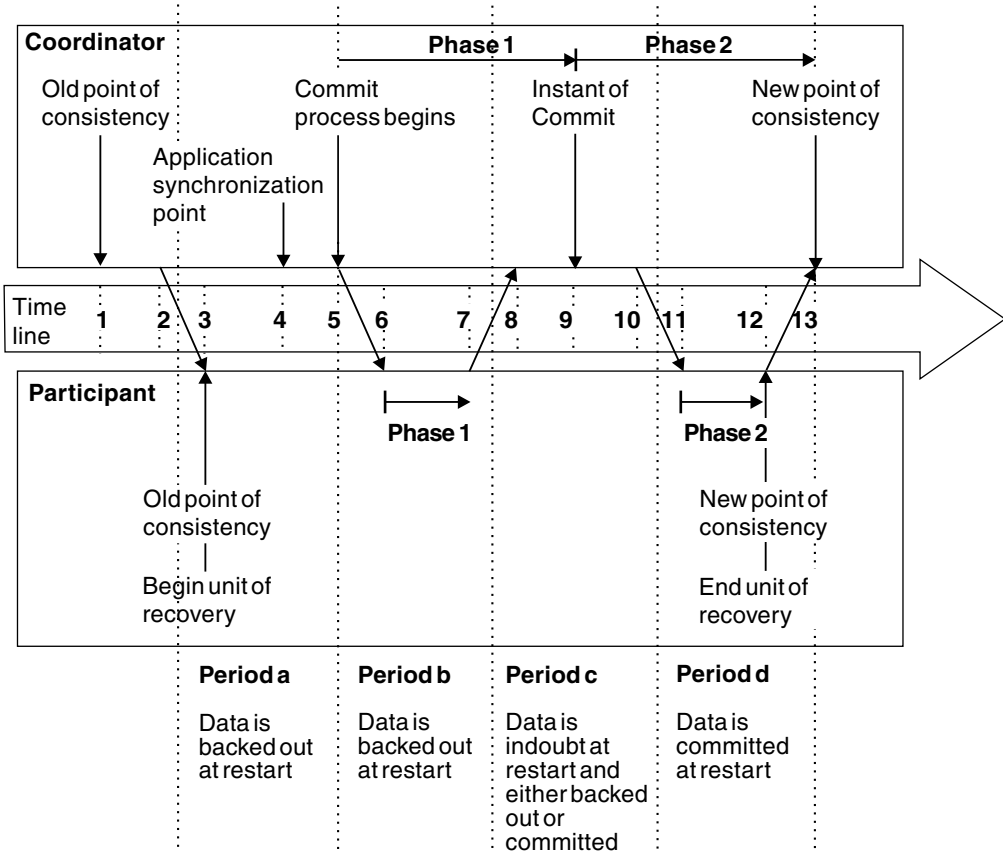 Coordinator
Phase 1
Phase 2
Old point of
consistency
Commit
process begins
Instant of
Commit
New point of
consistency
Application
synchronization
point
Time
line
1 2 3 4 5 6 7 8 9 10 11 12 13
Participant
Phase 1
Phase 2
Old point of
consistency
New point of
consistency
Begin unit of
recovery
End unit of
recovery
Period a
Data is
backed out
at restart
Period b
Data is
backed out
at restart
Period c
Data is
indoubt at
restart and
either backed
out or
committed
Period d
Data is
committed
at restart